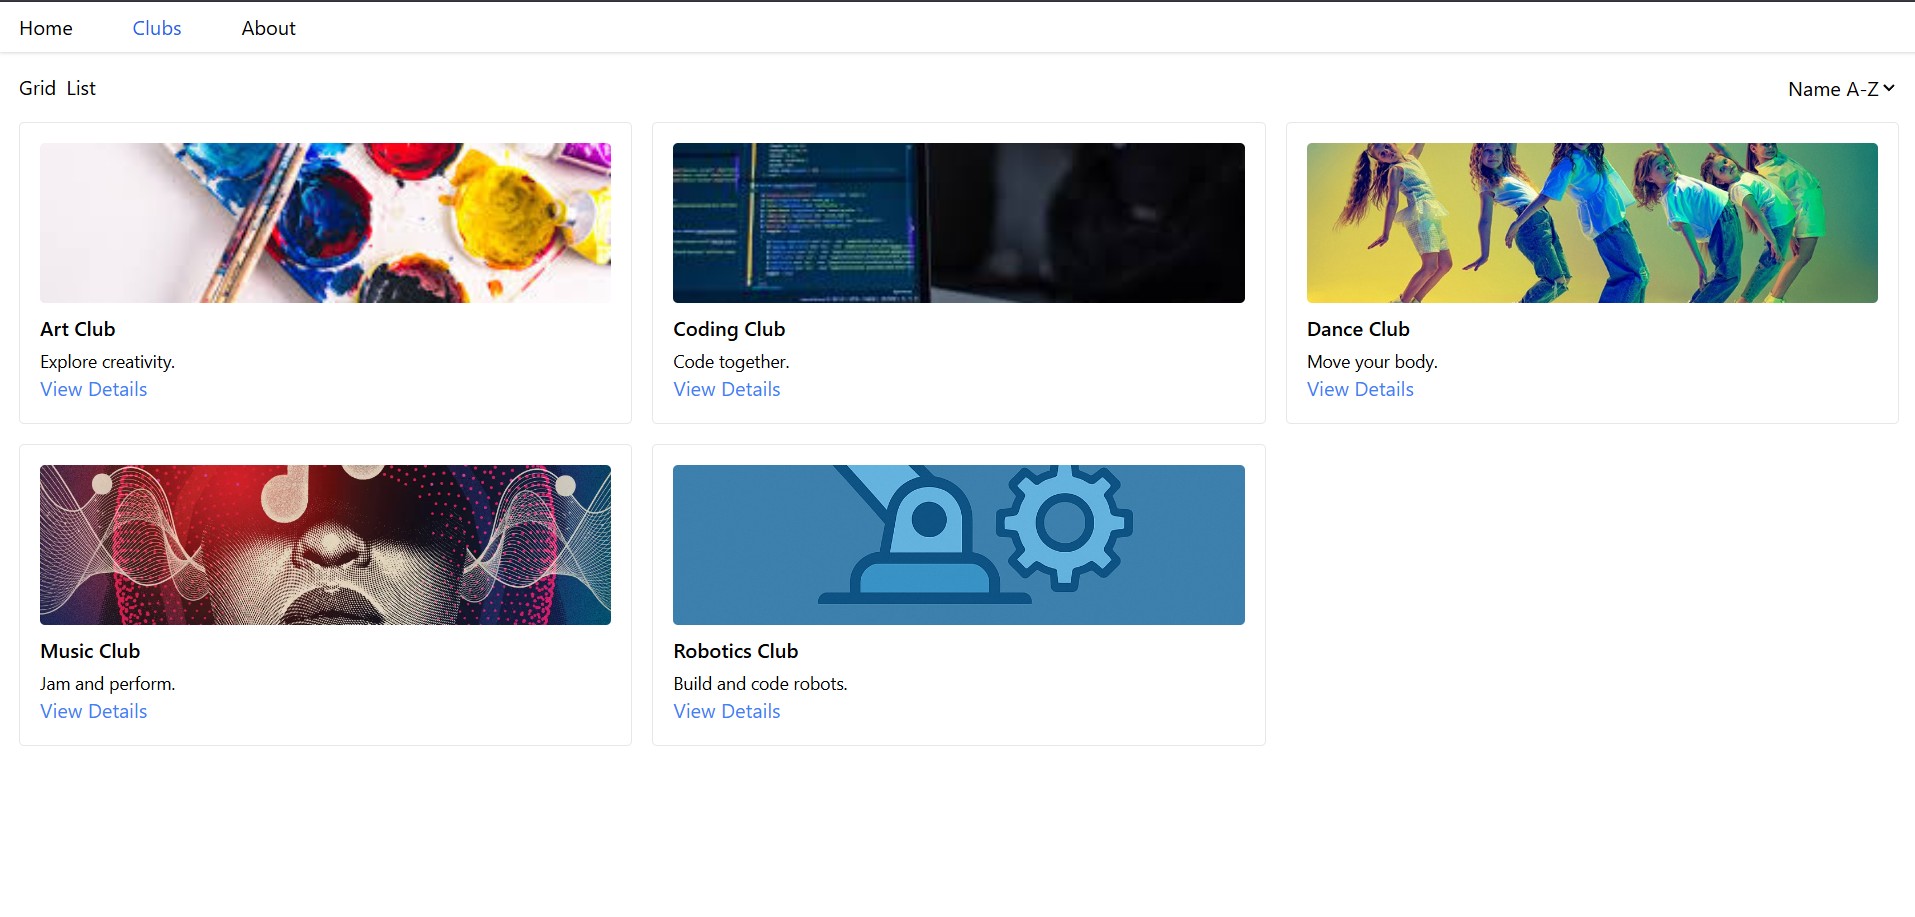 Home Clubs About
Grid List Name A-Z
Art Club
Explore creativity.
View Details
Coding Club
Code together.
View Details
Dance Club
Move your body.
View Details
Music Club
Jam and perform.
View Details
Robotics Club
Build and code robots.
View Details